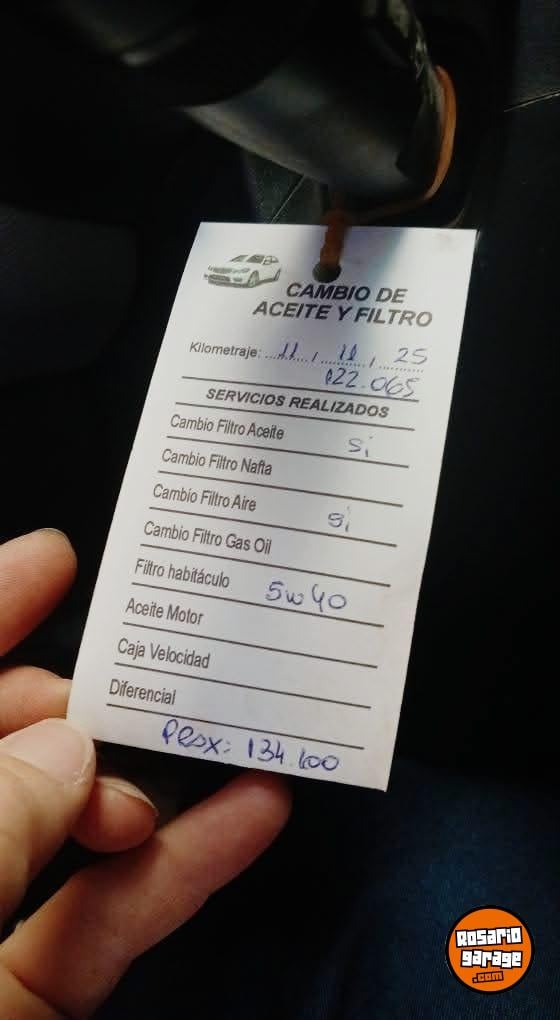 CAMBIO DE
ACEITE Y FILTRO
Kilometraje: 11 / 11 / 25
122.065
SERVICIOS REALIZADOS
Cambio Filtro Aceite si
Cambio Filtro Nafta
Cambio Filtro Aire si
Cambio Filtro Gas Oil
Filtro habitáculo 5w40
Aceite Motor
Caja Velocidad
Diferencial
Prox: 134.100
Rosario
garage
.com